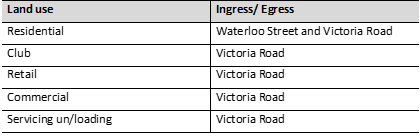 Land use Ingress/ Egress
Residential Waterloo Street and Victoria Road
Club Victoria Road
Retail Victoria Road
Commercial Victoria Road
Servicing un/loading Victoria Road